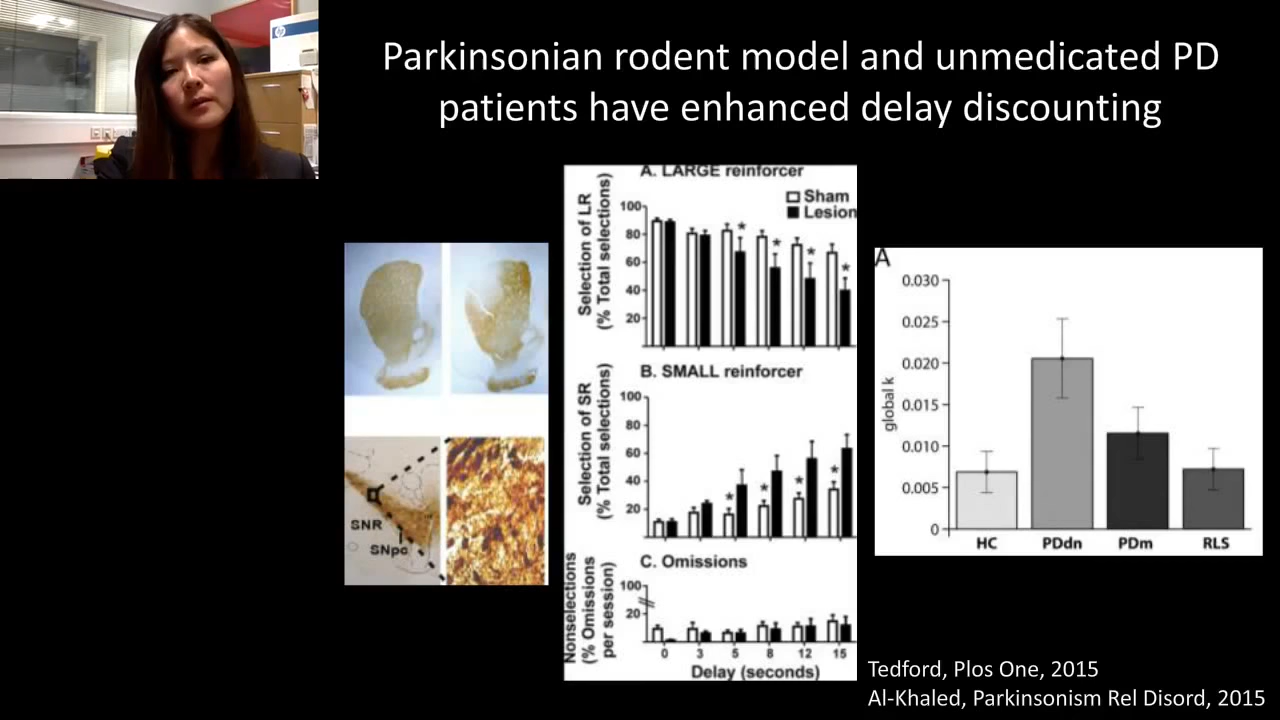 hp
Parkinsonian rodent model and unmedicated PD
patients have enhanced delay discounting
SNR
SNpc
A. LARGE reinforcer
Selection of LR
(% Total selections)
100
80
60
40
20
Sham
Lesion
*
*
*
*
B. SMALL reinforcer
Selection of SR
(% Total selections)
100
80
60
40
20
*
*
*
*
C. Omissions
Nonselections
(% Omissions
per session)
100
20
0 3 5 8 12 15
Delay (seconds)
A
global k
0.030
0.025
0.020
0.015
0.010
0.005
0
HC PDdn PDm RLS
Tedford, Plos One, 2015
Al-Khaled, Parkinsonism Rel Disord, 2015